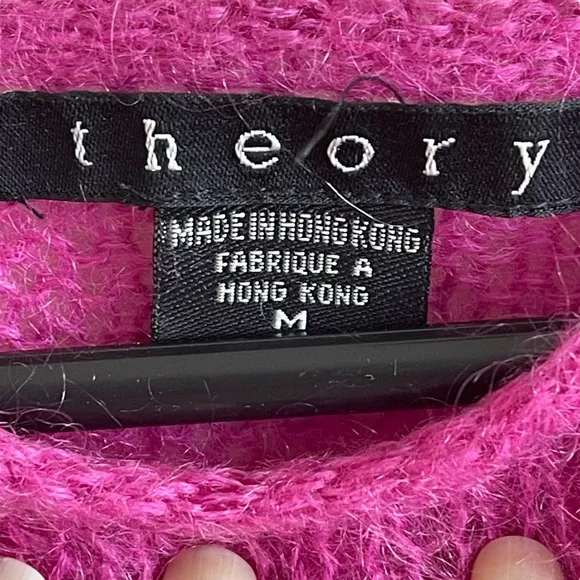 theory
MADE IN HONG KONG
FABRIQUE A
HONG KONG
M